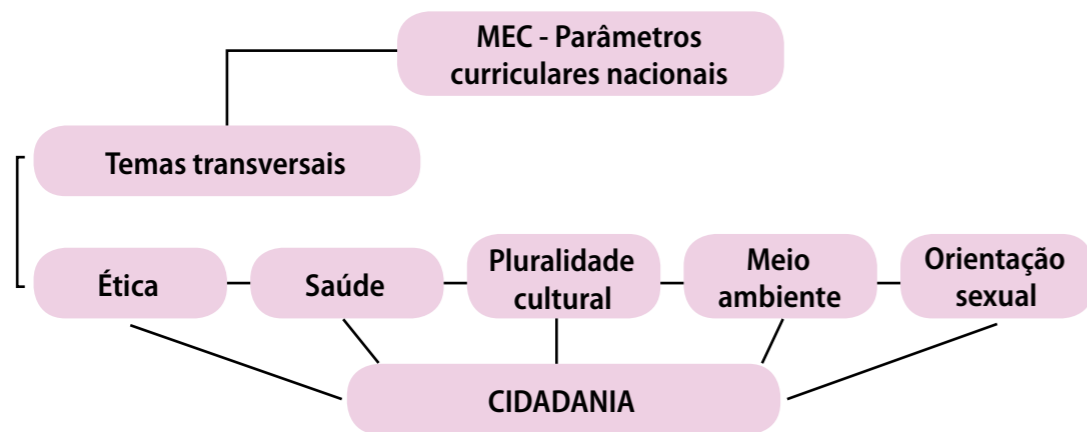 MEC - Parâmetros
curriculares nacionais
Temas transversais
Ética
Saúde
Pluralidade
cultural
Meio
ambiente
Orientação
sexual
CIDADANIA